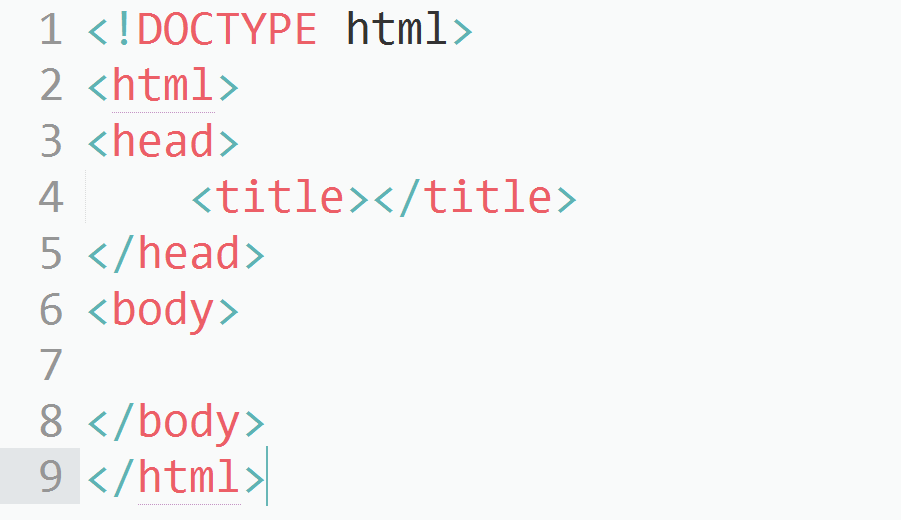 1 <!DOCTYPE html>
2 <html>
3 <head>
4     <title></title>
5 </head>
6 <body>
7
8 </body>
9 </html>